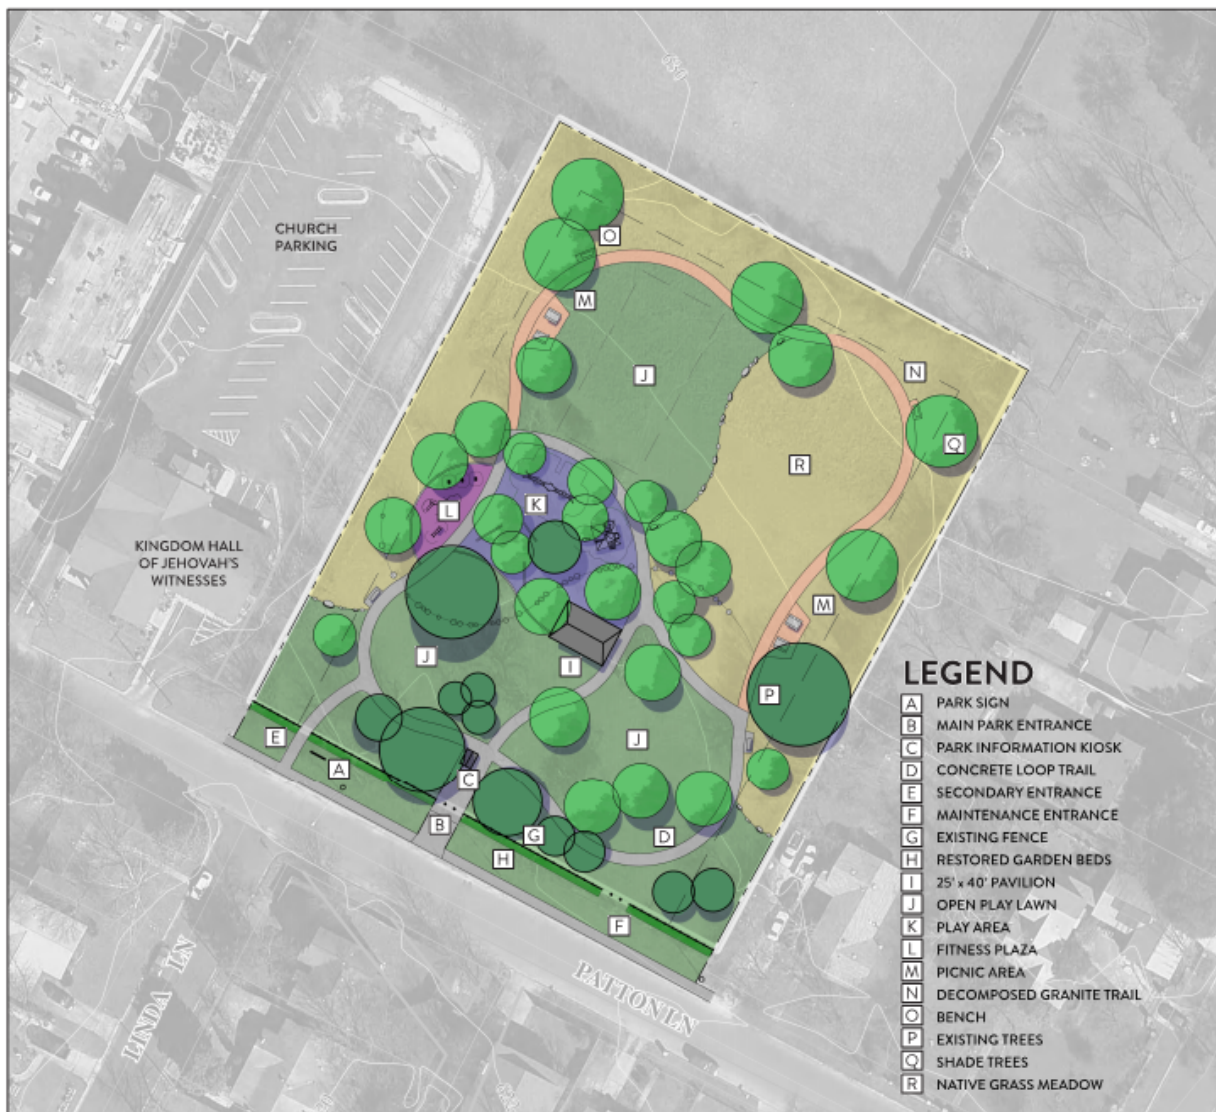 650
CHURCH
PARKING
O
M
J
N
Q
R
K
L
KINGDOM HALL
OF JEHOVAH'S
WITNESSES
M
J
I
P
J
E
A
C
B
G
D
H
F
PATTON LN
LINDA LN
LEGEND
A PARK SIGN
B MAIN PARK ENTRANCE
C PARK INFORMATION KIOSK
D CONCRETE LOOP TRAIL
E SECONDARY ENTRANCE
F MAINTENANCE ENTRANCE
G EXISTING FENCE
H RESTORED GARDEN BEDS
I 25' x 40' PAVILION
J OPEN PLAY LAWN
K PLAY AREA
L FITNESS PLAZA
M PICNIC AREA
N DECOMPOSED GRANITE TRAIL
O BENCH
P EXISTING TREES
Q SHADE TREES
R NATIVE GRASS MEADOW